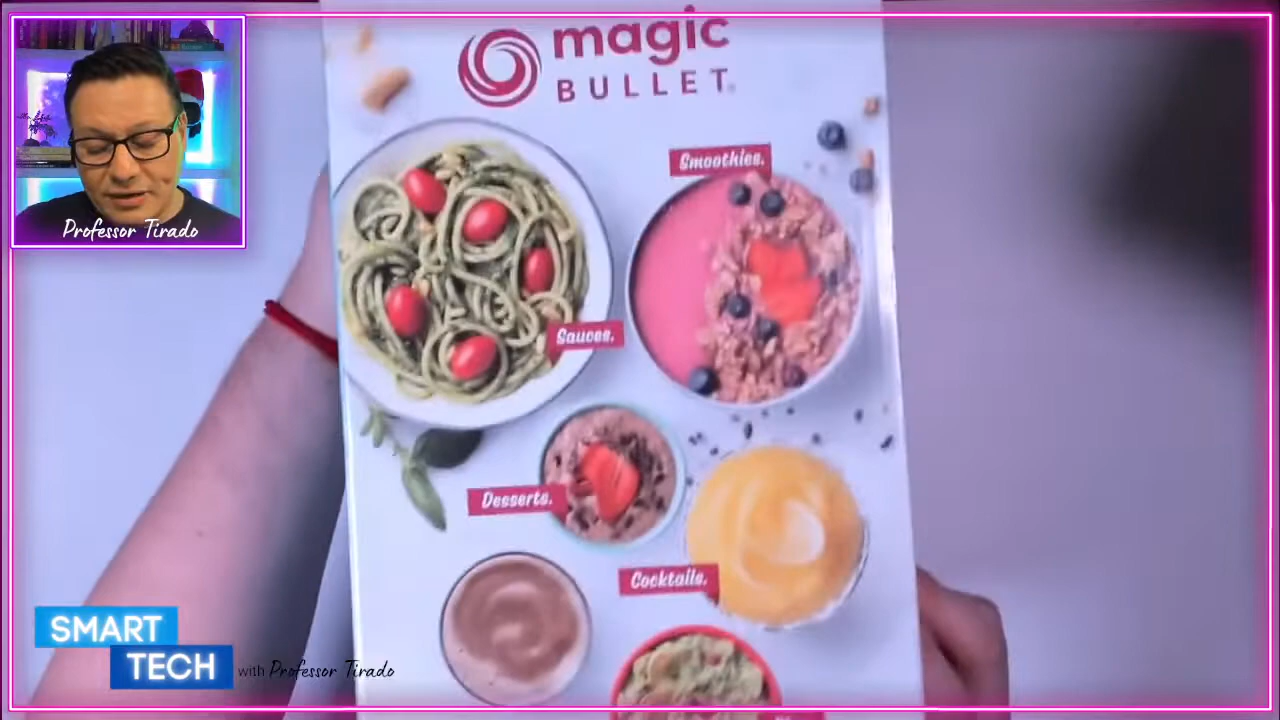 magic
BULLET®
Smoothies.
Professor Tirado
Sauces.
Desserts.
Cocktails.
SMART
TECH
with Professor Tirado